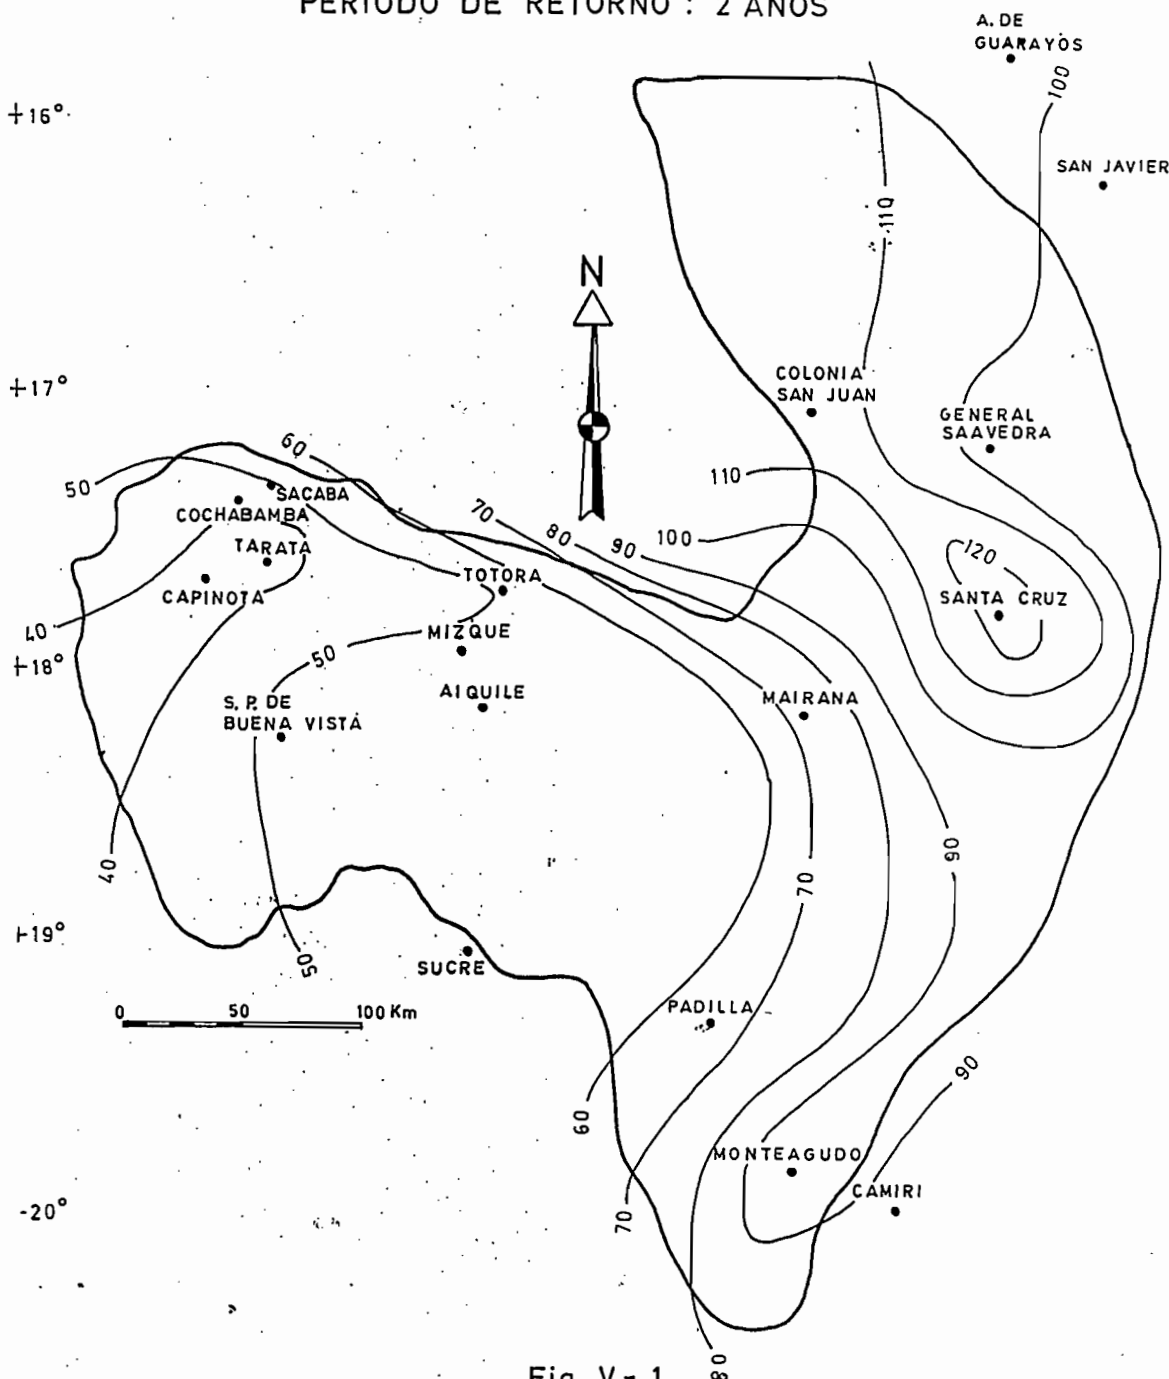 PERIODO DE RETORNO : 2 AÑOS
A. DE
GUARAYOS
100
+16°
SAN JAVIER
110
N
+17°
COLONIA
SAN JUAN
GENERAL
SAAVEDRA
60
50
SACABA
110
COCHABAMBA
70
80
90
100
TARATA
120
TOTORA
CAPINOTA
SANTA CRUZ
40
MIZQUE
+18°
50
AIQUILE
MAIRANA
S. P. DE
BUENA VISTA
40
90
70
+19°
50
SUCRE
0 50 100 Km
PADILLA
90
60
MONTEAGUDO
CAMIRI
-20°
70
80
Fig. V - 1